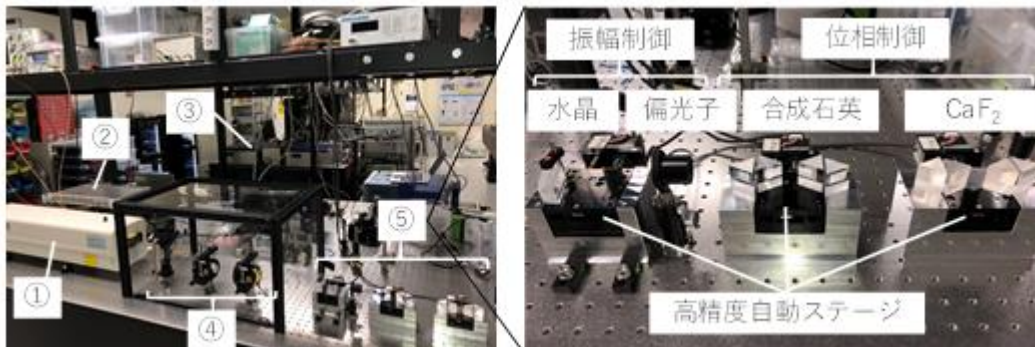 ①
②
③
④
⑤
振幅制御
位相制御
水晶
偏光子
合成石英
CaF₂
高精度自動ステージ